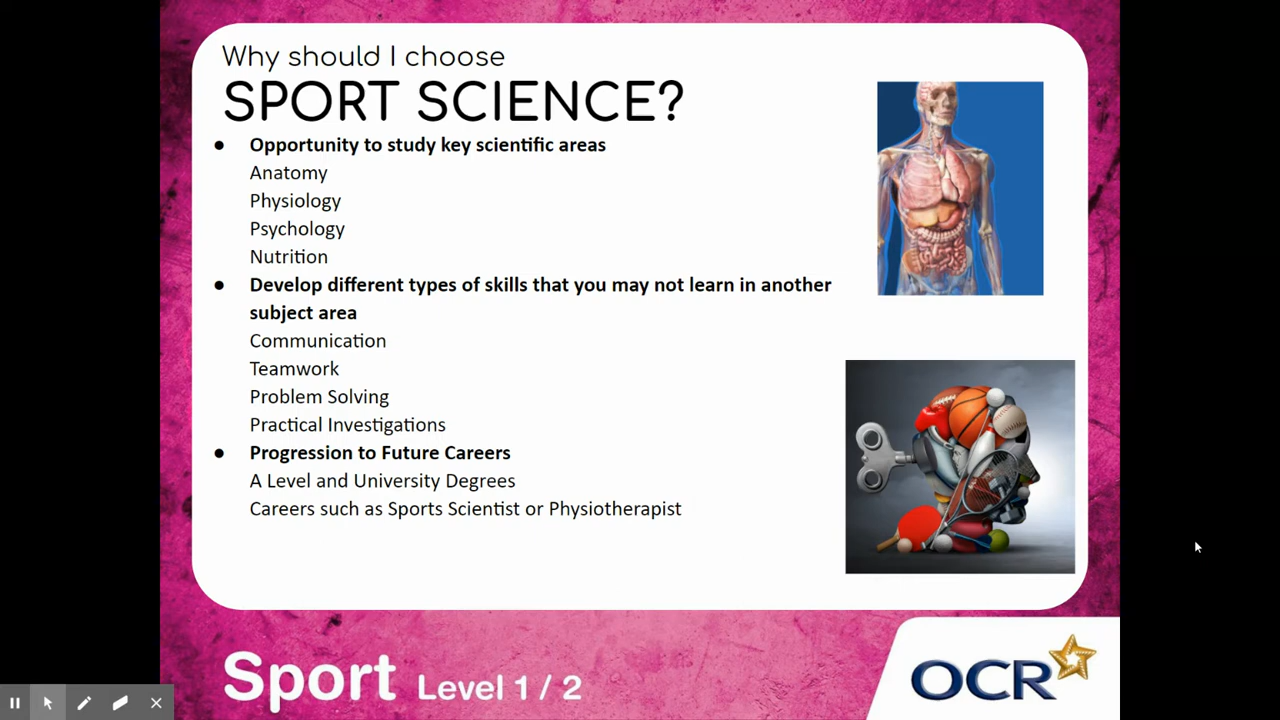 Why should I choose
SPORT SCIENCE?
● Opportunity to study key scientific areas
Anatomy
Physiology
Psychology
Nutrition
● Develop different types of skills that you may not learn in another
subject area
Communication
Teamwork
Problem Solving
Practical Investigations
● Progression to Future Careers
A Level and University Degrees
Careers such as Sports Scientist or Physiotherapist
Sport Level 1 / 2
OCR